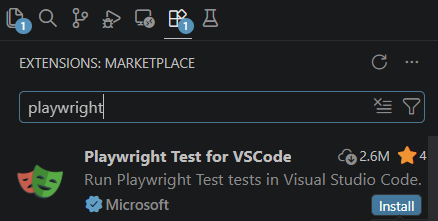 1
1
EXTENSIONS: MARKETPLACE
playwright
Playwright Test for VSCode 2.6M 4
Run Playwright Test tests in Visual Studio Code.
Microsoft Install